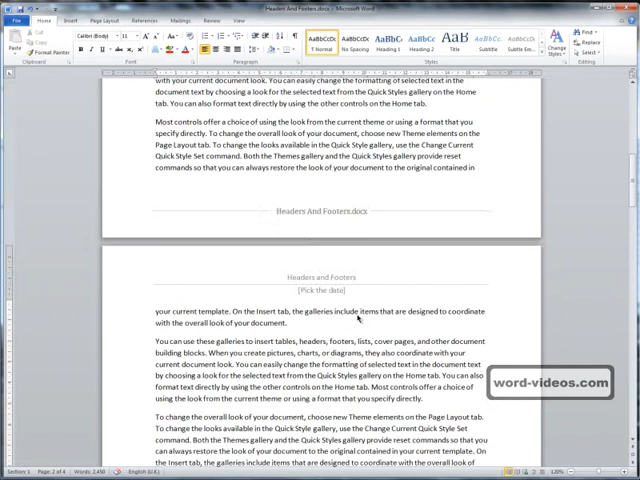 Headers And Footers.docx - Microsoft Word
File Home Insert Page Layout References Mailings Review View
Cut
Copy
Format Painter
Paste
Clipboard
Calibri (Body) 11
Font
Paragraph
AaBbCcDc AaBbCcDc AaBbC AaBbCc AaB AaBbCc.
¶ Normal No Spacing Heading 1 Heading 2 Title Subtitle
Change
Styles
Styles
Find
Replace
Select
Editing
with your current document look. You can easily change the formatting of selected text in the
document text by choosing a look for the selected text from the Quick Styles gallery on the Home
tab. You can also format text directly by using the other controls on the Home tab.
Most controls offer a choice of using the look from the current theme or using a format that you
specify directly. To change the overall look of your document, choose new Theme elements on the
Page Layout tab. To change the looks available in the Quick Style gallery, use the Change Current
Quick Style Set command. Both the Themes gallery and the Quick Styles gallery provide reset
commands so that you can always restore the look of your document to the original contained in
Headers And Footers.docx
Headers and Footers
[Pick the date]
your current template. On the Insert tab, the galleries include items that are designed to coordinate
with the overall look of your document.
You can use these galleries to insert tables, headers, footers, lists, cover pages, and other document
building blocks. When you create pictures, charts, or diagrams, they also coordinate with your
current document look. You can easily change the formatting of selected text in the document text
by choosing a look for the selected text from the Quick Styles gallery on the Home tab. You can also
format text directly by using the other controls on the Home tab. Most controls offer a choice of
using the look from the current theme or using a format that you specify directly.
word-videos.com
To change the overall look of your document, choose new Theme elements on the Page Layout tab.
To change the looks available in the Quick Style gallery, use the Change Current Quick Style Set
command. Both the Themes gallery and the Quick Styles gallery provide reset commands so that you
can always restore the look of your document to the original contained in your current template. On
the Insert tab, the galleries include items that are designed to coordinate with the overall look of
Section: 1 Page: 2 of 4 Words: 2,450 English (U.K.) 120%